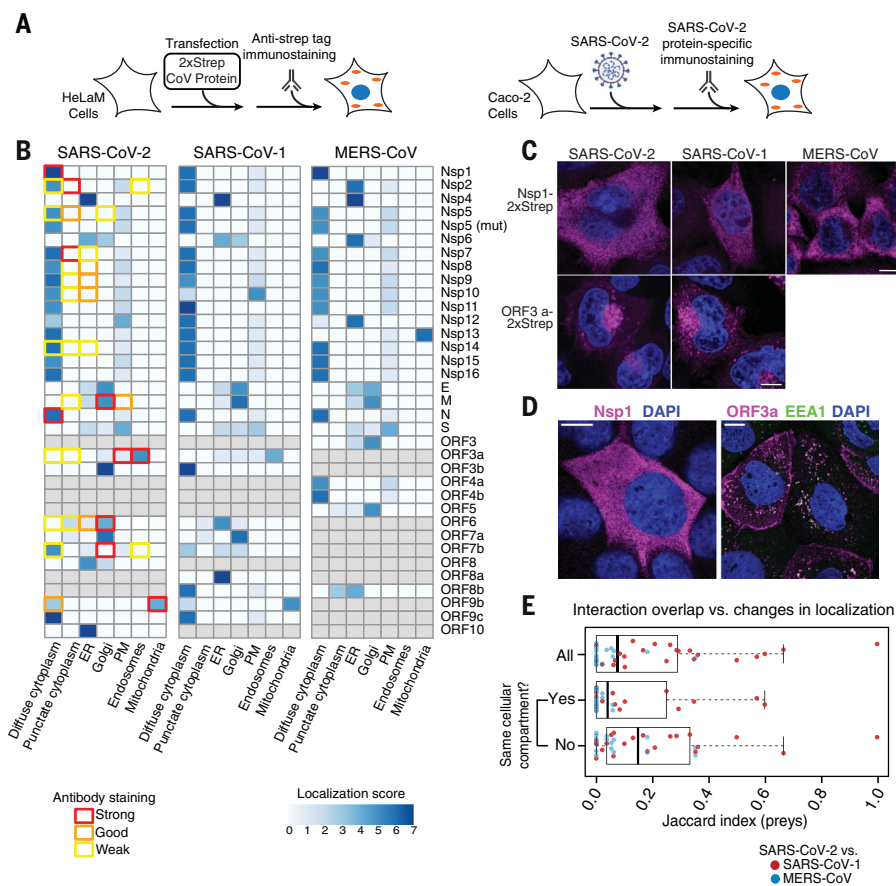 A
Transfection
2xStrep
CoV Protein
Anti-strep tag
immunostaining
HeLaM
Cells
SARS-CoV-2
SARS-CoV-2
protein-specific
immunostaining
Caco-2
Cells
B
SARS-CoV-2
SARS-CoV-1
MERS-CoV
Nsp1
Nsp2
Nsp4
Nsp5
Nsp5 (mut)
Nsp6
Nsp7
Nsp8
Nsp9
Nsp10
Nsp11
Nsp12
Nsp13
Nsp14
Nsp15
Nsp16
E
M
N
S
ORF3
ORF3a
ORF3b
ORF4a
ORF4b
ORF5
ORF6
ORF7a
ORF7b
ORF8
ORF8a
ORF8b
ORF9b
ORF9c
ORF10
Diffuse cytoplasm
Punctate cytoplasm
ER
Golgi
PM
Endosomes
Mitochondria
Diffuse cytoplasm
Punctate cytoplasm
ER
Golgi
PM
Endosomes
Mitochondria
Diffuse cytoplasm
Punctate cytoplasm
ER
Golgi
PM
Endosomes
Mitochondria
Antibody staining
Strong
Good
Weak
Localization score
0 1 2 3 4 5 6 7
C
SARS-CoV-2
SARS-CoV-1
MERS-CoV
Nsp1-
2xStrep
ORF3 a-
2xStrep
D
Nsp1 DAPI
ORF3a EEA1 DAPI
E
Interaction overlap vs. changes in localization
Same cellular
compartment?
All
Yes
No
0.0 0.2 0.4 0.6 0.8 1.0
Jaccard index (preys)
SARS-CoV-2 vs.
SARS-CoV-1
MERS-CoV